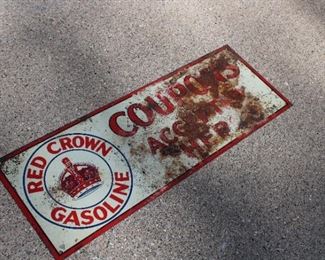 RED CROWN
GASOLINE
COUPONS
ACCEPTED
HERE